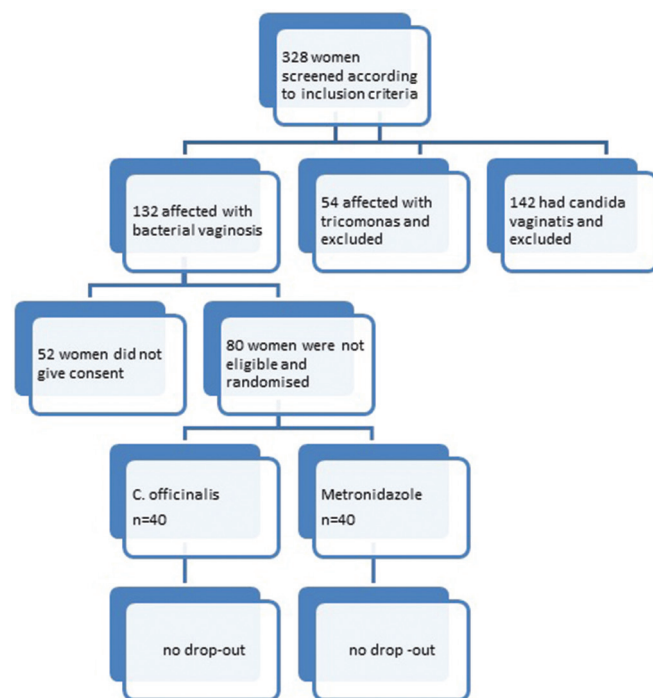 328 women
screened according
to inclusion criteria
132 affected with
bacterial vaginosis
54 affected with
tricomonas and
excluded
142 had candida
vaginatis and
excluded
52 women did not
give consent
80 women were not
eligible and
randomised
C. officinalis
n=40
Metronidazole
n=40
no drop-out
no drop -out